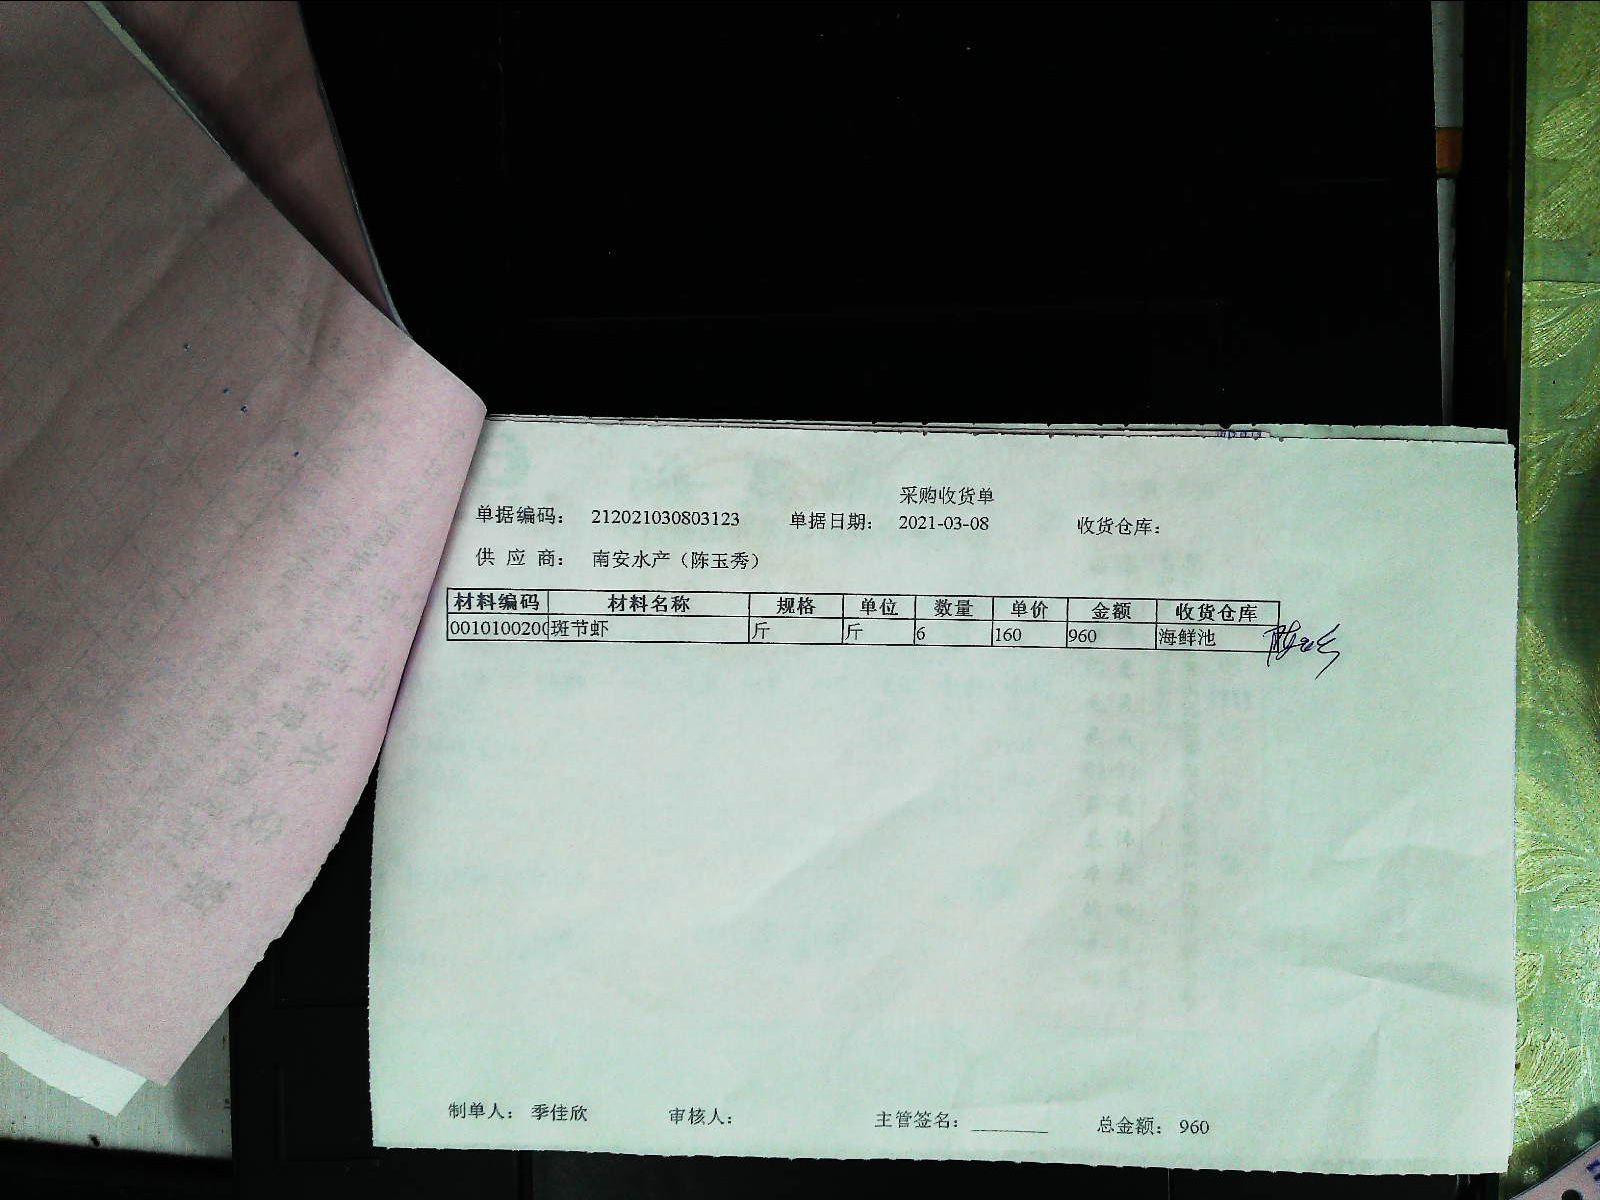 采购收货单
单据编码： 212021030803123 单据日期： 2021-03-08 收货仓库：
供 应 商： 南安水产（陈玉秀）
材料编码 材料名称 规格 单位 数量 单价 金额 收货仓库
0010100200 斑节虾 斤 斤 6 160 960 海鲜池
制单人： 季佳欣 审核人： 主管签名： ________ 总金额： 960